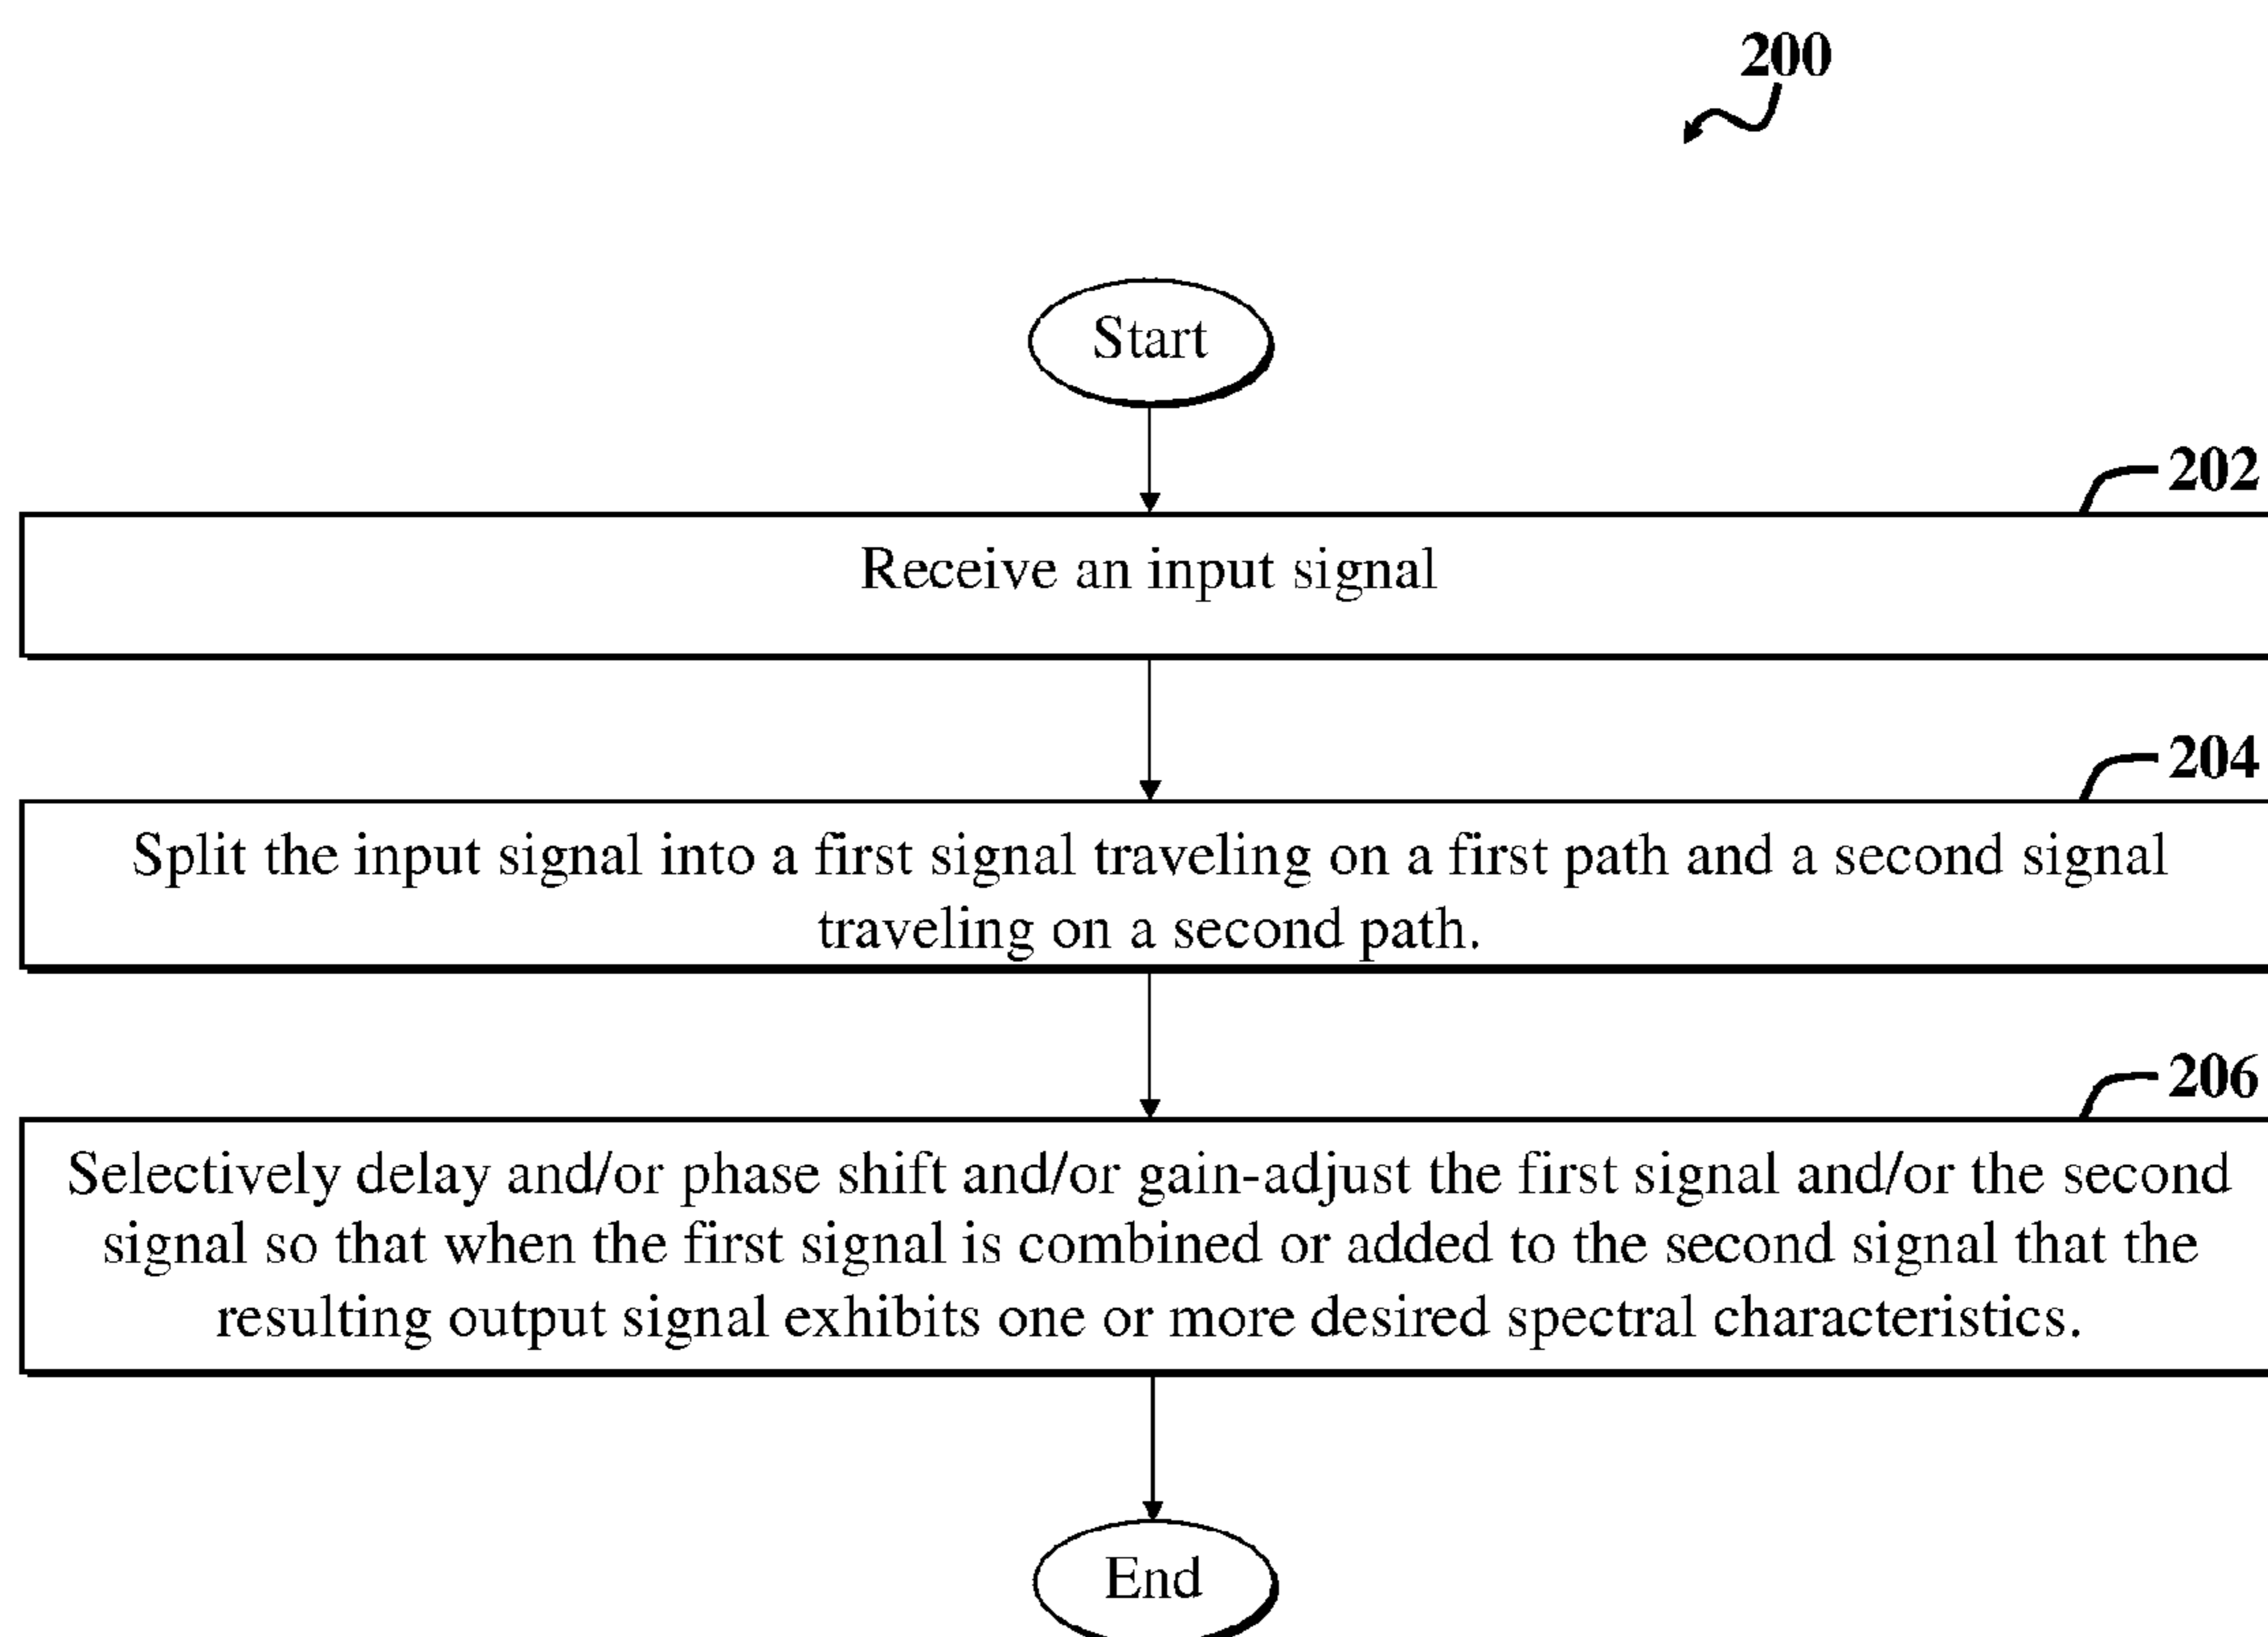 200
Start
202
Receive an input signal
204
Split the input signal into a first signal traveling on a first path and a second signal
traveling on a second path.
206
Selectively delay and/or phase shift and/or gain-adjust the first signal and/or the second
signal so that when the first signal is combined or added to the second signal that the
resulting output signal exhibits one or more desired spectral characteristics.
End